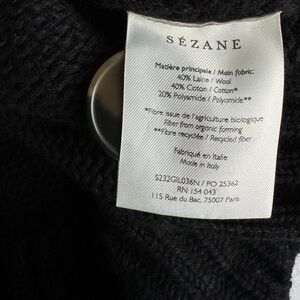 SÉZANE
Matière principale / Main fabric:
40% Laine / Wool
40% Coton / Cotton*
20% Polyamide / Polyamide**
*Fibre issue de l'agriculture biologique
Fiber from organic farming
**Fibre recyclée / Recycled fiber
Fabriqué en Italie
Made in Italy
S232GIL036N / PO 25362
RN 154 043
115 Rue du Bac, 75007 Paris